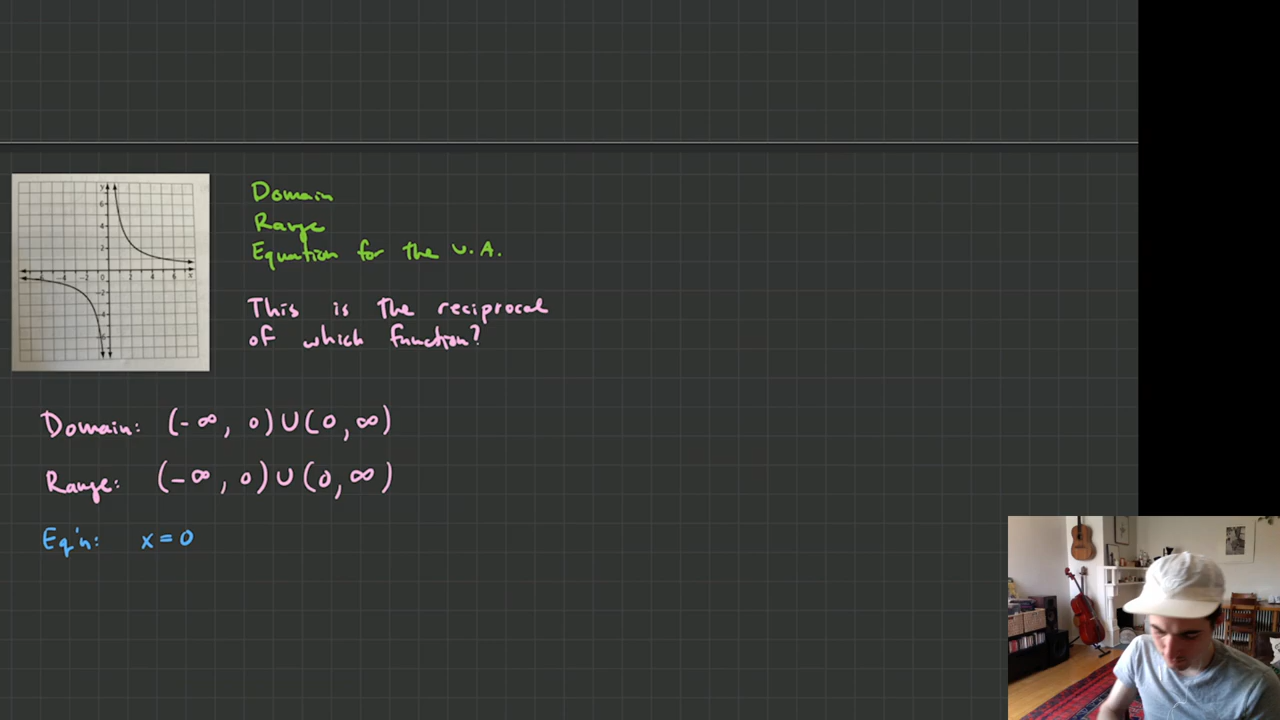 Domain
Range
Equation for the V.A.
This is the reciprocal
of which function?
Domain: (-∞, 0) ∪ (0, ∞)
Range: (-∞, 0) ∪ (0, ∞)
Eq'n: x = 0